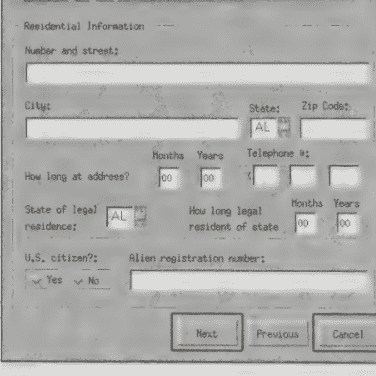 Residential Information
Number and street:
City: State: Zip Code:
AL
Months Years Telephone #:
How long at address? 00 00 (
State of legal residence: AL How long legal resident of state Months Years 00 00
U.S. citizen?: Alien registration number:
Yes No
Next Previous Cancel